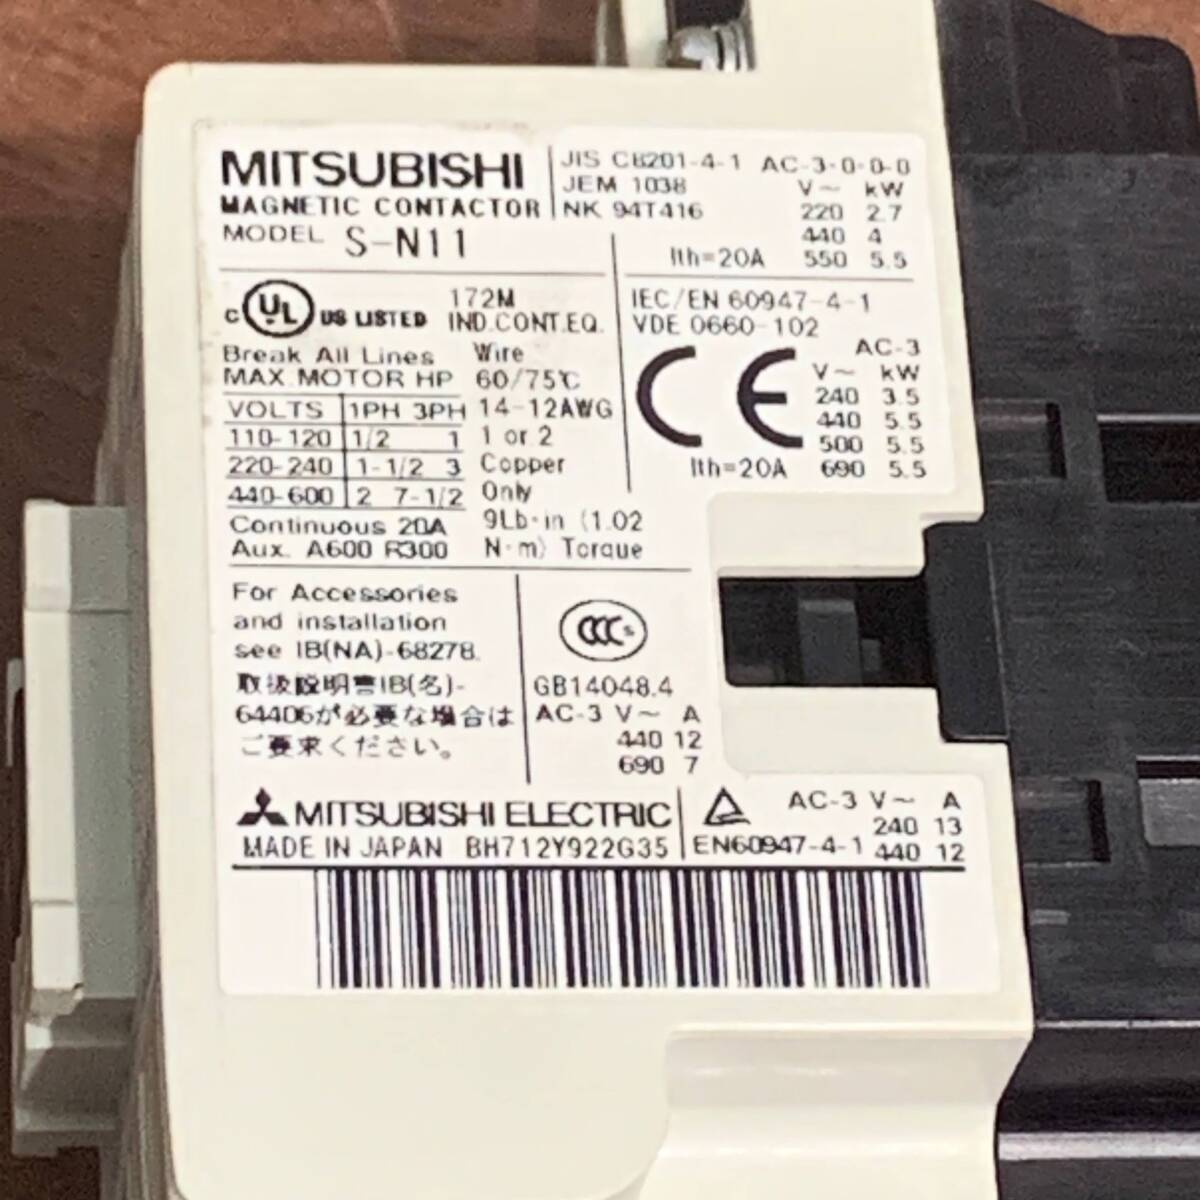 MITSUBISHI
MAGNETIC CONTACTOR
MODEL S-N11
JIS C8201-4-1 AC-3-0-0-0
JEM 1038 V~ kW
NK 94T416 220 2.7
440 4
Ith=20A 550 5.5
C UL US LISTED 172M
IND.CONT.EQ.
Break All Lines Wire
MAX.MOTOR HP 60/75℃
VOLTS 1PH 3PH 14-12AWG
110-120 1/2 1 1 or 2
220-240 1-1/2 3 Copper
440-600 2 7-1/2 Only
Continuous 20A 9Lb·in (1.02
Aux. A600 R300 N·m) Torque
IEC/EN 60947-4-1
VDE 0660-102
CE AC-3
V~ kW
240 3.5
440 5.5
500 5.5
Ith=20A 690 5.5
For Accessories
and installation
see IB(NA)-68278.
取扱説明書IB(名)-
64406が必要な場合は
ご要求ください。
CCC S
GB14048.4
AC-3 V~ A
440 12
690 7
MITSUBISHI ELECTRIC
MADE IN JAPAN BH712Y922G35
AC-3 V~ A
240 13
EN60947-4-1 440 12